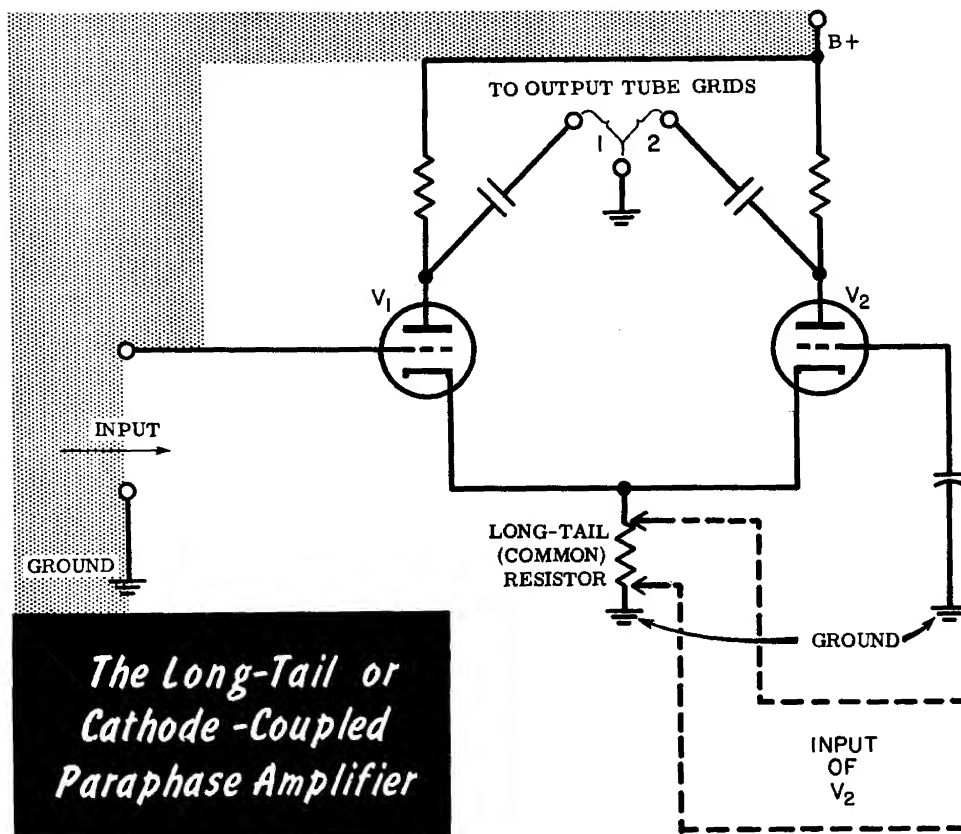 B+
TO OUTPUT TUBE GRIDS
1 2
V1
V2
INPUT
LONG-TAIL
(COMMON)
RESISTOR
GROUND
GROUND
The Long-Tail or
Cathode-Coupled
Paraphase Amplifier
INPUT
OF
V2